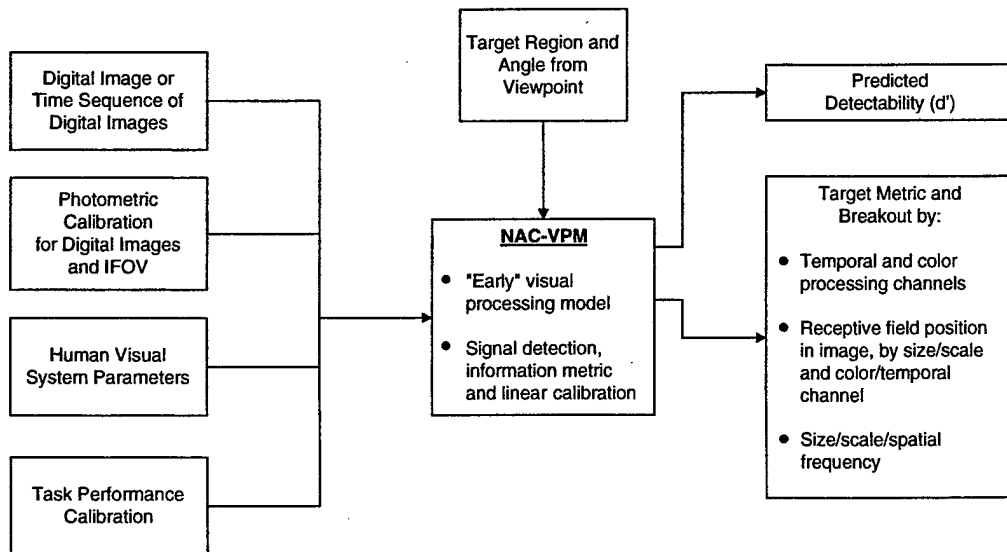 Digital Image or
Time Sequence of
Digital Images
Photometric
Calibration
for Digital Images
and IFOV
Human Visual
System Parameters
Task Performance
Calibration
Target Region and
Angle from
Viewpoint
NAC-VPM
● "Early" visual
processing model
● Signal detection,
information metric
and linear calibration
Predicted
Detectability (d')
Target Metric and
Breakout by:
● Temporal and color
processing channels
● Receptive field position
in image, by size/scale
and color/temporal
channel
● Size/scale/spatial
frequency